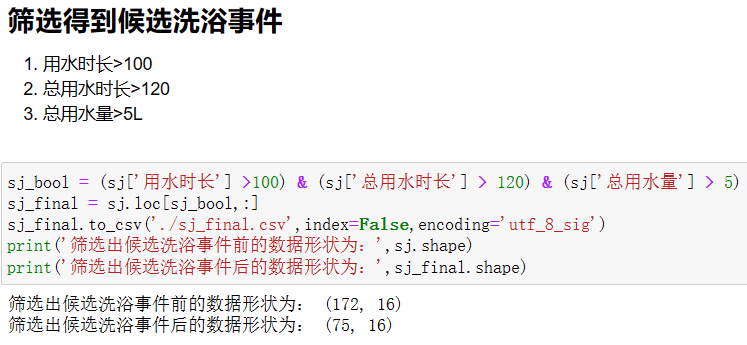 筛选得到候选洗浴事件
1. 用水时长>100
2. 总用水时长>120
3. 总用水量>5L
sj_bool = (sj['用水时长'] >100) & (sj['总用水时长'] > 120) & (sj['总用水量'] > 5)
sj_final = sj.loc[sj_bool,:]
sj_final.to_csv('./sj_final.csv',index=False,encoding='utf_8_sig')
print('筛选出候选洗浴事件前的数据形状为：',sj.shape)
print('筛选出候选洗浴事件后的数据形状为：',sj_final.shape)
筛选出候选洗浴事件前的数据形状为： (172, 16)
筛选出候选洗浴事件后的数据形状为： (75, 16)